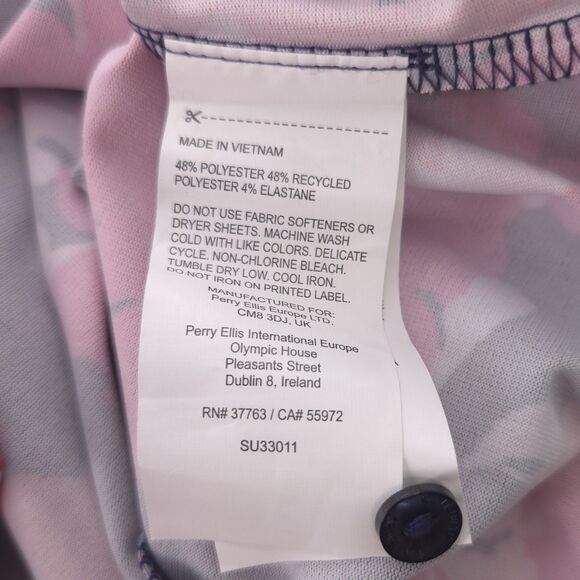 MADE IN VIETNAM
48% POLYESTER 48% RECYCLED
POLYESTER 4% ELASTANE
DO NOT USE FABRIC SOFTENERS OR
DRYER SHEETS. MACHINE WASH
COLD WITH LIKE COLORS. DELICATE
CYCLE. NON-CHLORINE BLEACH.
TUMBLE DRY LOW. COOL IRON.
DO NOT IRON ON PRINTED LABEL.
MANUFACTURED FOR:
Perry Ellis Europe LTD.
CM8 3DJ, UK
Perry Ellis International Europe
Olympic House
Pleasants Street
Dublin 8, Ireland
RN# 37763 / CA# 55972
SU33011